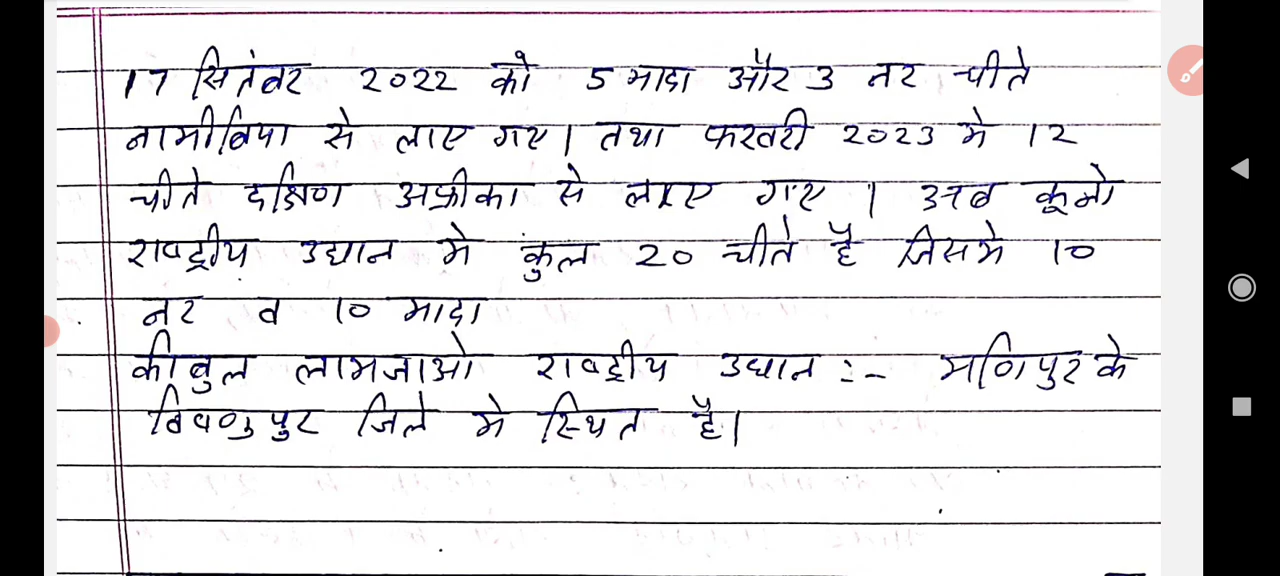 17 सितंबर 2022 को 5 मादा और 3 नर चीते
नामीबिया से लाए गए। तथा फरवरी 2023 मे 12
चीते दक्षिण अफ्रीका से लाए गए। अब कूनो
राष्ट्रीय उद्यान मे कुल 20 चीते है जिसमे 10
नर व 10 मादा
कीबुल लामजाओ राष्ट्रीय उद्यान :- मणिपुर के
विष्णुपुर जिले मे स्थित है।